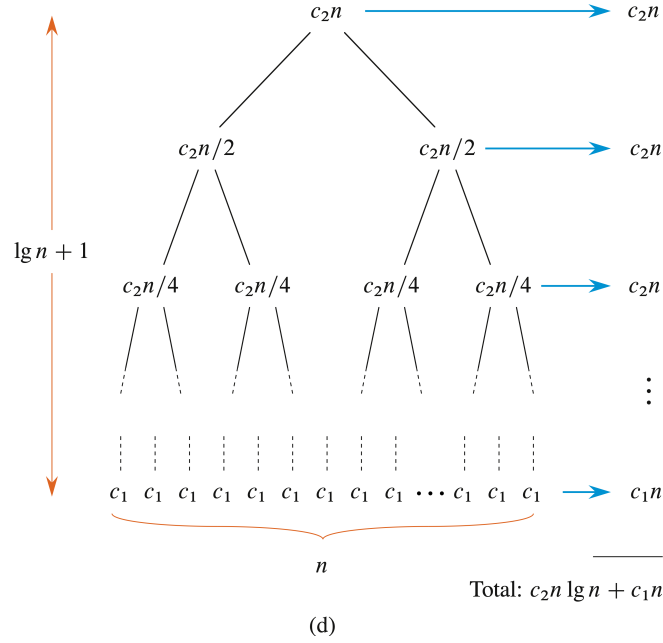 c₂n c₂n
c₂n/2 c₂n/2 c₂n
lg n + 1
c₂n/4 c₂n/4 c₂n/4 c₂n/4 c₂n
⋮
c₁ c₁ c₁ c₁ c₁ c₁ c₁ c₁ c₁ ⋯ c₁ c₁ c₁ c₁n
n
Total: c₂n lg n + c₁n
(d)